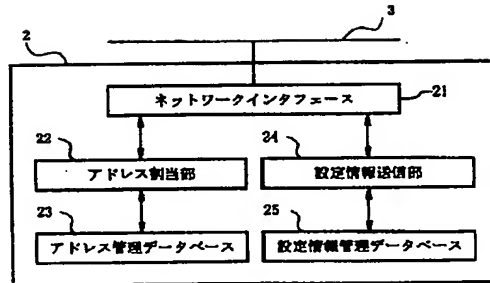 3
2
ネットワークインタフェース
21
22
アドレス割当部
24
設定情報送信部
23
アドレス管理データベース
25
設定情報管理データベース